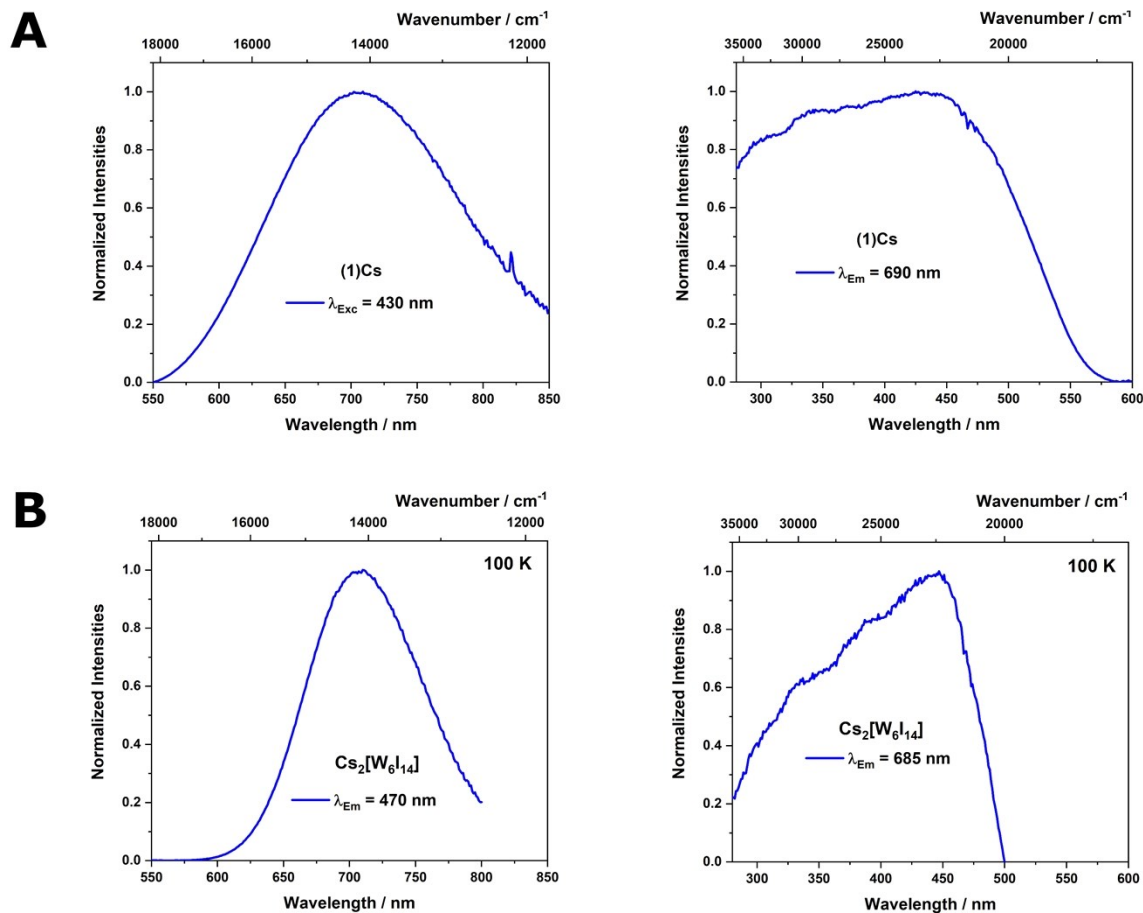 A
Wavenumber / cm⁻¹
18000 16000 14000 12000
Normalized Intensities
1.0
0.8
0.6
0.4
0.2
0.0
(1)Cs
λExc = 430 nm
550 600 650 700 750 800 850
Wavelength / nm
Wavenumber / cm⁻¹
35000 30000 25000 20000
Normalized Intensities
1.0
0.8
0.6
0.4
0.2
0.0
(1)Cs
λEm = 690 nm
300 350 400 450 500 550 600
Wavelength / nm
B
Wavenumber / cm⁻¹
18000 16000 14000 12000
100 K
Normalized Intensities
1.0
0.8
0.6
0.4
0.2
0.0
Cs₂[W₆I₁₄]
λEm = 470 nm
550 600 650 700 750 800 850
Wavelength / nm
Wavenumber / cm⁻¹
35000 30000 25000 20000
100 K
Normalized Intensites
1.0
0.8
0.6
0.4
0.2
0.0
Cs₂[W₆I₁₄]
λEm = 685 nm
300 350 400 450 500 550 600
Wavelength / nm